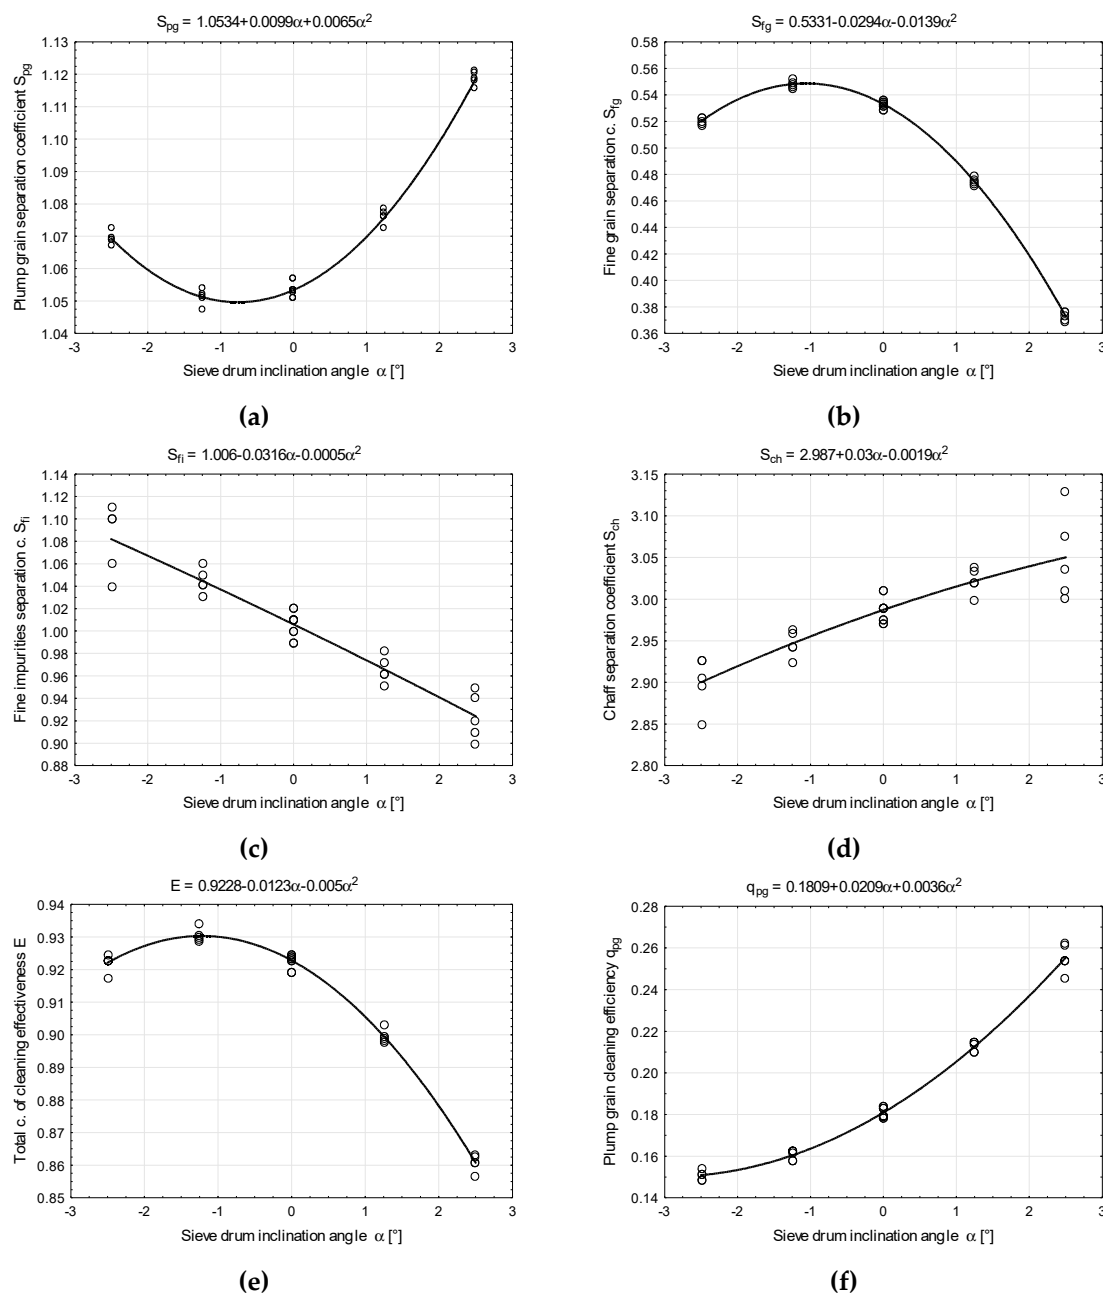 S_pg = 1.0534+0.0099α+0.0065α²
Plump grain separation coefficient S_pg
1.13
1.12
1.11
1.10
1.09
1.08
1.07
1.06
1.05
1.04
-3 -2 -1 0 1 2 3
Sieve drum inclination angle α [°]
(a)
S_fg = 0.5331-0.0294α-0.0139α²
Fine grain separation c. S_fg
0.58
0.56
0.54
0.52
0.50
0.48
0.46
0.44
0.42
0.40
0.38
0.36
-3 -2 -1 0 1 2 3
Sieve drum inclination angle α [°]
(b)
S_fi = 1.006-0.0316α-0.0005α²
Fine impurities separation c. S_fi
1.14
1.12
1.10
1.08
1.06
1.04
1.02
1.00
0.98
0.96
0.94
0.92
0.90
0.88
-3 -2 -1 0 1 2 3
Sieve drum inclination angle α [°]
(c)
S_ch = 2.987+0.03α-0.0019α²
Chaff separation coefficient S_ch
3.15
3.10
3.05
3.00
2.95
2.90
2.85
2.80
-3 -2 -1 0 1 2 3
Sieve drum inclination angle α [°]
(d)
E = 0.9228-0.0123α-0.005α²
Total c. of cleaning effectiveness E
0.94
0.93
0.92
0.91
0.90
0.89
0.88
0.87
0.86
0.85
-3 -2 -1 0 1 2 3
Sieve drum inclination angle α [°]
(e)
q_pg = 0.1809+0.0209α+0.0036α²
Plump grain cleaning efficiency q_pg
0.28
0.26
0.24
0.22
0.20
0.18
0.16
0.14
-3 -2 -1 0 1 2 3
Sieve drum inclination angle α [°]
(f)